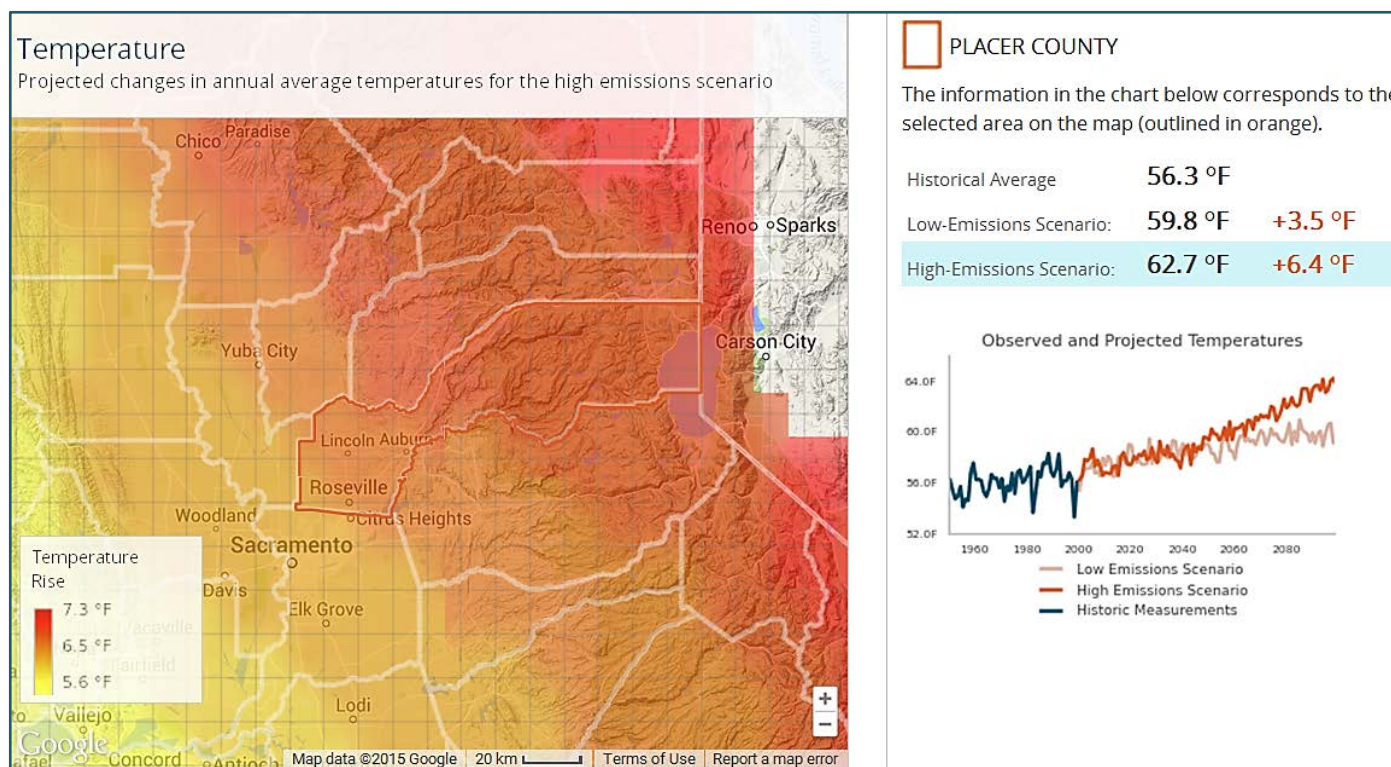 Temperature
Projected changes in annual average temperatures for the high emissions scenario
Chico
Paradise
Reno
Sparks
Carson City
Yuba City
Lincoln Auburn
Roseville
Citrus Heights
Woodland
Sacramento
Davis
Elk Grove
Vacaville
Fairfield
Lodi
Vallejo
Concord
Antioch
Temperature
Rise
7.3 °F
6.5 °F
5.6 °F
+
−
Google
Map data ©2015 Google
20 km
Terms of Use
Report a map error
PLACER COUNTY
The information in the chart below corresponds to the
selected area on the map (outlined in orange).
Historical Average 56.3 °F
Low-Emissions Scenario: 59.8 °F +3.5 °F
High-Emissions Scenario: 62.7 °F +6.4 °F
Observed and Projected Temperatures
64.0F
60.0F
56.0F
52.0F
1960 1980 2000 2020 2040 2060 2080
Low Emissions Scenario
High Emissions Scenario
Historic Measurements